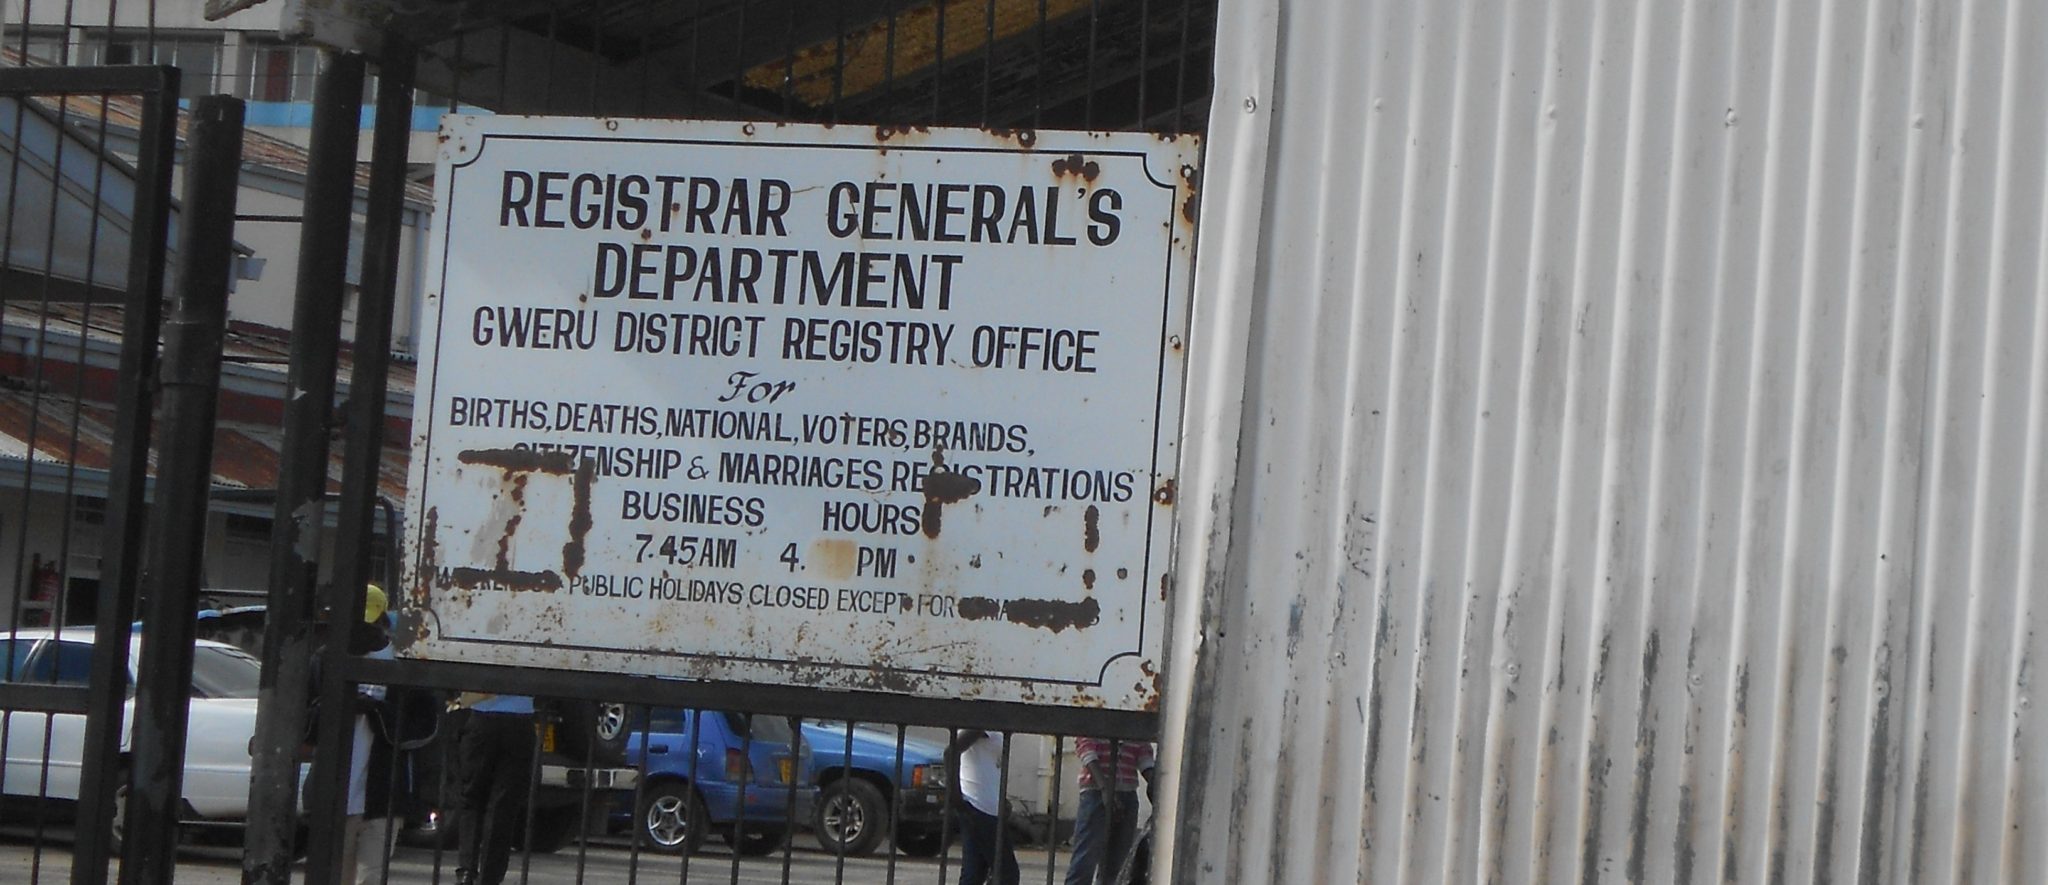 REGISTRAR GENERAL'S
DEPARTMENT
GWERU DISTRICT REGISTRY OFFICE
For
BIRTHS, DEATHS, NATIONAL, VOTERS, BRANDS,
CITIZENSHIP & MARRIAGES REGISTRATIONS
BUSINESS HOURS
7.45AM 4. PM
PUBLIC HOLIDAYS CLOSED EXCEPT FOR